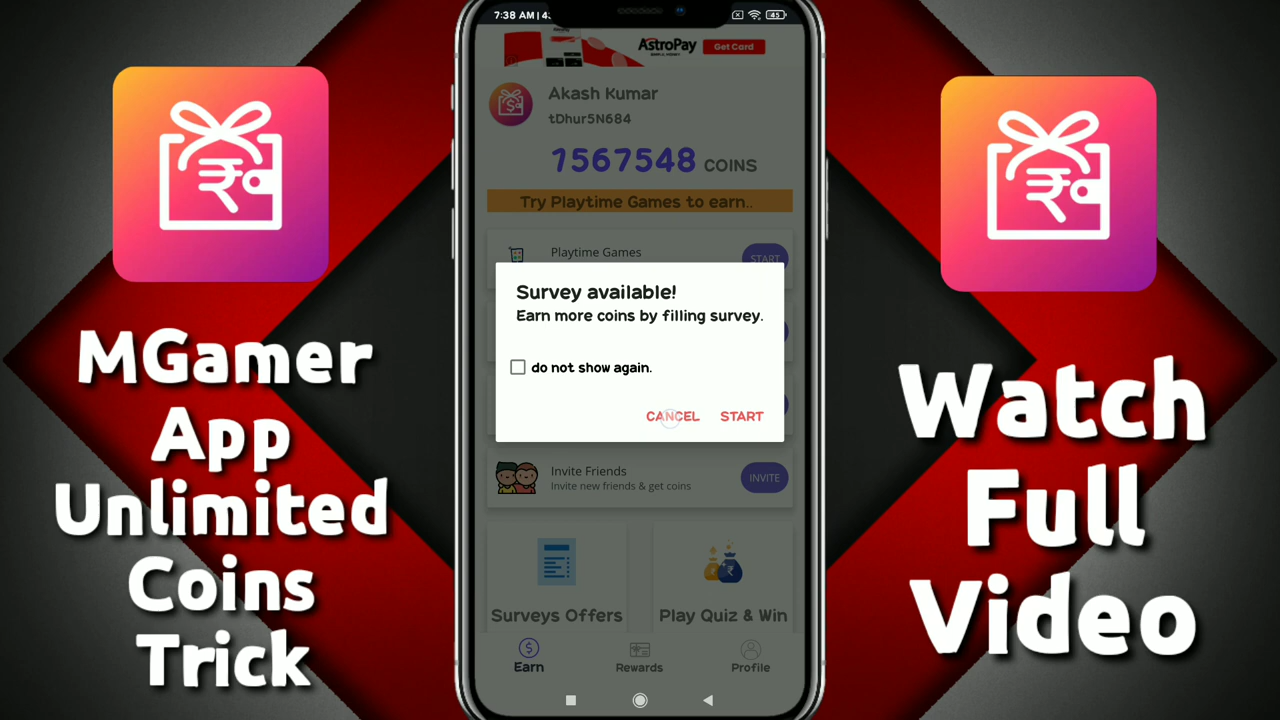 7:38 AM | 4
45
AstroPay
Get Card
Akash Kumar
tDhur5N684
1567548 COINS
Try Playtime Games to earn..
Playtime Games
START
Survey available!
Earn more coins by filling survey.
do not show again.
CANCEL START
Invite Friends
Invite new friends & get coins
INVITE
Surveys Offers
Play Quiz & Win
Earn
Rewards
Profile
MGamer
App
Unlimited
Coins
Trick
Watch
Full
Video